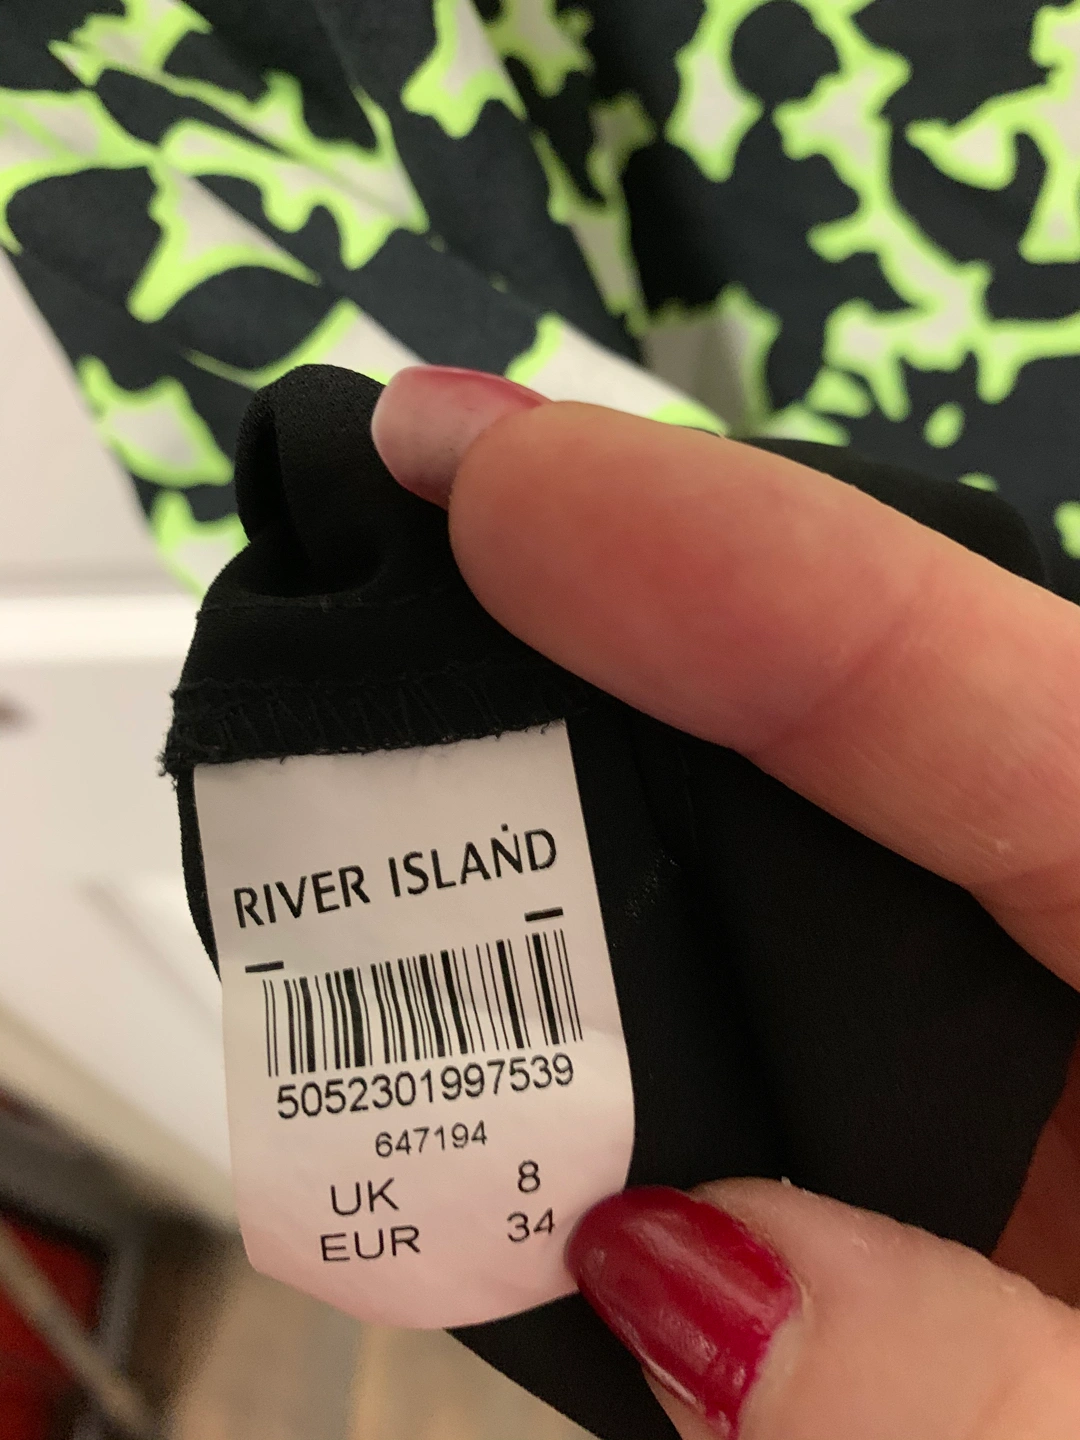 RIVER ISLAND
5052301997539
647194
UK 8
EUR 34